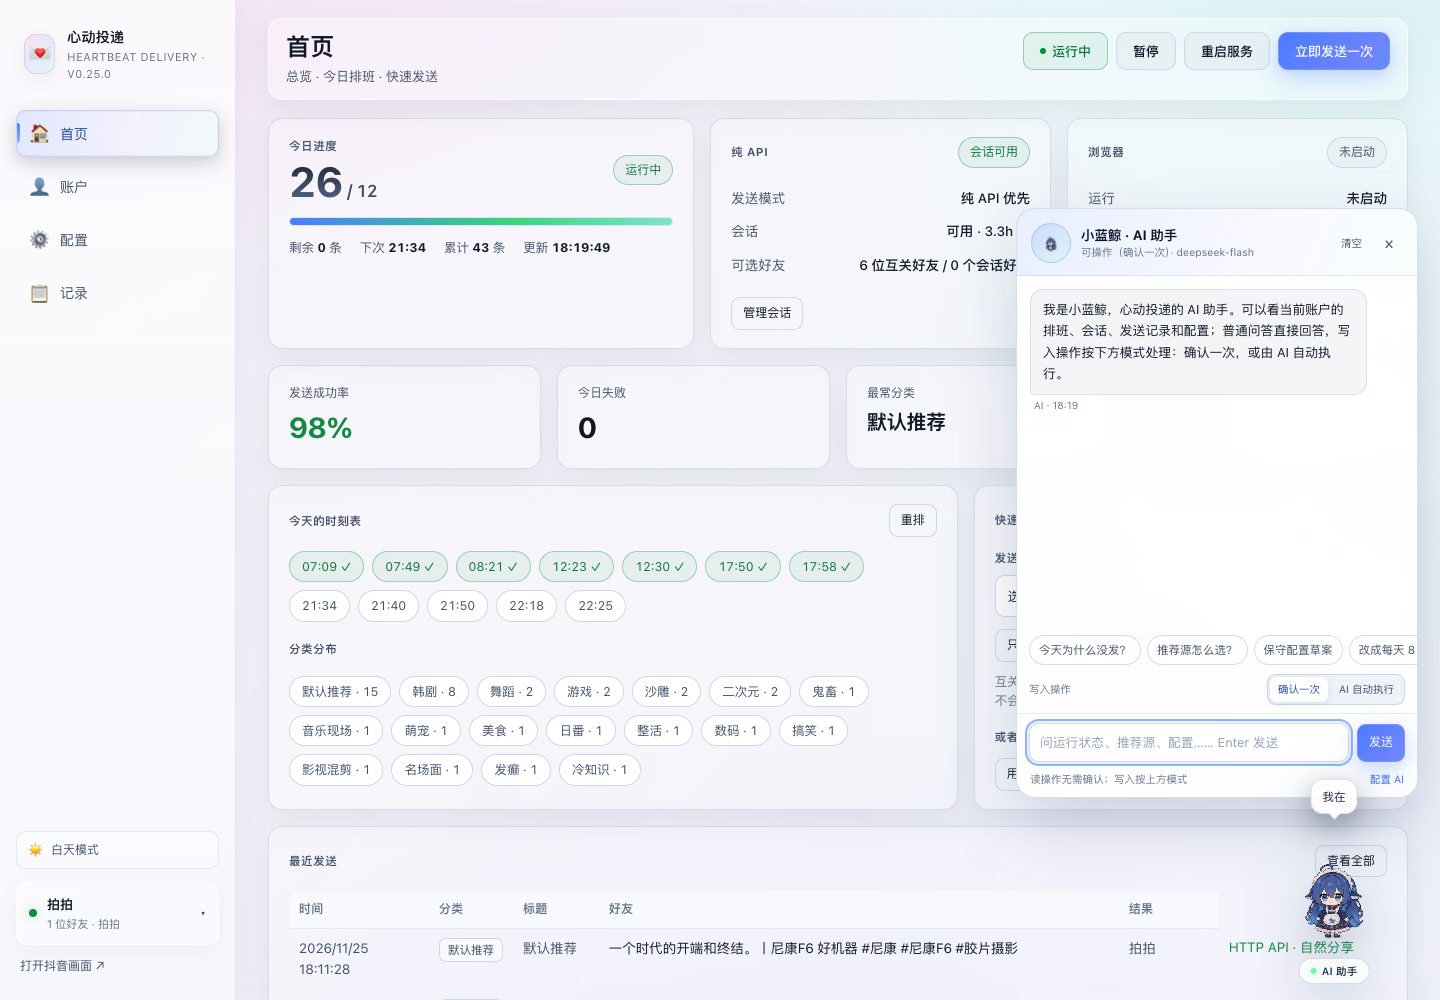 心动投递
HEARTBEAT DELIVERY ·
V0.25.0
首页
账户
配置
记录
白天模式
拍拍
1 位好友 · 拍拍
打开抖音画面 ↗
首页
总览 · 今日排班 · 快速发送
运行中
暂停
重启服务
立即发送一次
今日进度
26 / 12
运行中
剩余 0 条 下次 21:34 累计 43 条 更新 18:19:49
纯 API
会话可用
发送模式 纯 API 优先
会话 可用 · 3.3h
可选好友 6 位互关好友 / 0 个会话好
管理会话
浏览器
未启动
运行 未启动
发送成功率
98%
今日失败
0
最常分类
默认推荐
今天的时刻表
重排
07:09 ✓ 07:49 ✓ 08:21 ✓ 12:23 ✓ 12:30 ✓ 17:50 ✓ 17:58 ✓
21:34 21:40 21:50 22:18 22:25
分类分布
默认推荐 · 15 韩剧 · 8 舞蹈 · 2 游戏 · 2 沙雕 · 2 二次元 · 2 鬼畜 · 1
音乐现场 · 1 萌宠 · 1 美食 · 1 日番 · 1 整活 · 1 数码 · 1 搞笑 · 1
影视混剪 · 1 名场面 · 1 发癫 · 1 冷知识 · 1
快速
发送
只
互关
不会
或者
用
小蓝鲸 · AI 助手
可操作（确认一次）· deepseek-flash
清空 ×
我是小蓝鲸，心动投递的 AI 助手。可以看当前账户的
排班、会话、发送记录和配置；普通问答直接回答，写
入操作按下方模式处理：确认一次，或由 AI 自动执
行。
AI · 18:19
今天为什么没发? 推荐源怎么选? 保守配置草案 改成每天 8
写入操作
确认一次 AI 自动执行
问运行状态、推荐源、配置…… Enter 发送
发送
读操作无需确认；写入按上方模式
配置 AI
我在
最近发送
查看全部
时间 分类 标题 好友 结果
2026/11/25
18:11:28
默认推荐 默认推荐 一个时代的开端和终结。丨尼康F6 好机器 #尼康 #尼康F6 #胶片摄影 拍拍 HTTP API · 自然分享
AI 助手